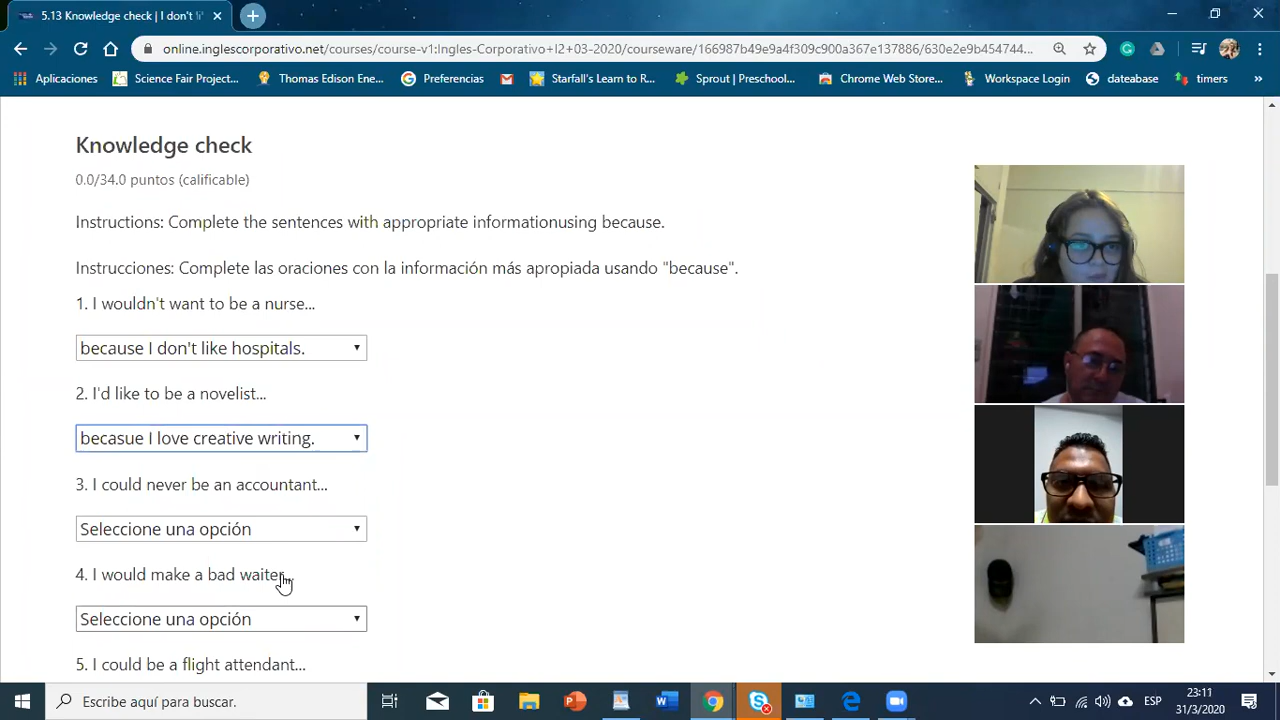 5.13 Knowledge check | I don't li
online.inglescorporativo.net/courses/course-v1:Ingles-Corporativo+I2+03-2020/courseware/166987b49e9a4f309c900a367e137886/630e2e9b454744...
Aplicaciones Science Fair Project... Thomas Edison Ene... Preferencias Starfall's Learn to R... Sprout | Preschool... Chrome Web Store... Workspace Login dateabase timers »
Knowledge check
0.0/34.0 puntos (calificable)
Instructions: Complete the sentences with appropriate informationusing because.
Instrucciones: Complete las oraciones con la información más apropiada usando "because".
1. I wouldn't want to be a nurse...
because I don't like hospitals.
2. I'd like to be a novelist...
becasue I love creative writing.
3. I could never be an accountant...
Seleccione una opción
4. I would make a bad waiter...
Seleccione una opción
5. I could be a flight attendant...
Escribe aquí para buscar.
ESP
23:11
31/3/2020